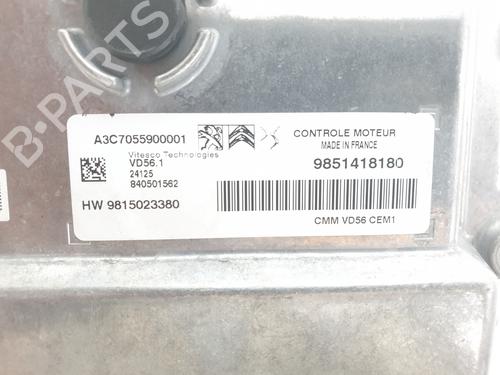 B-PARTS
A3C7055900001
Vitesco Technologies
VD56.1
24125
840501562
HW 9815023380
CONTROLE MOTEUR
MADE IN FRANCE
9851418180
CMM VD56 CEM1